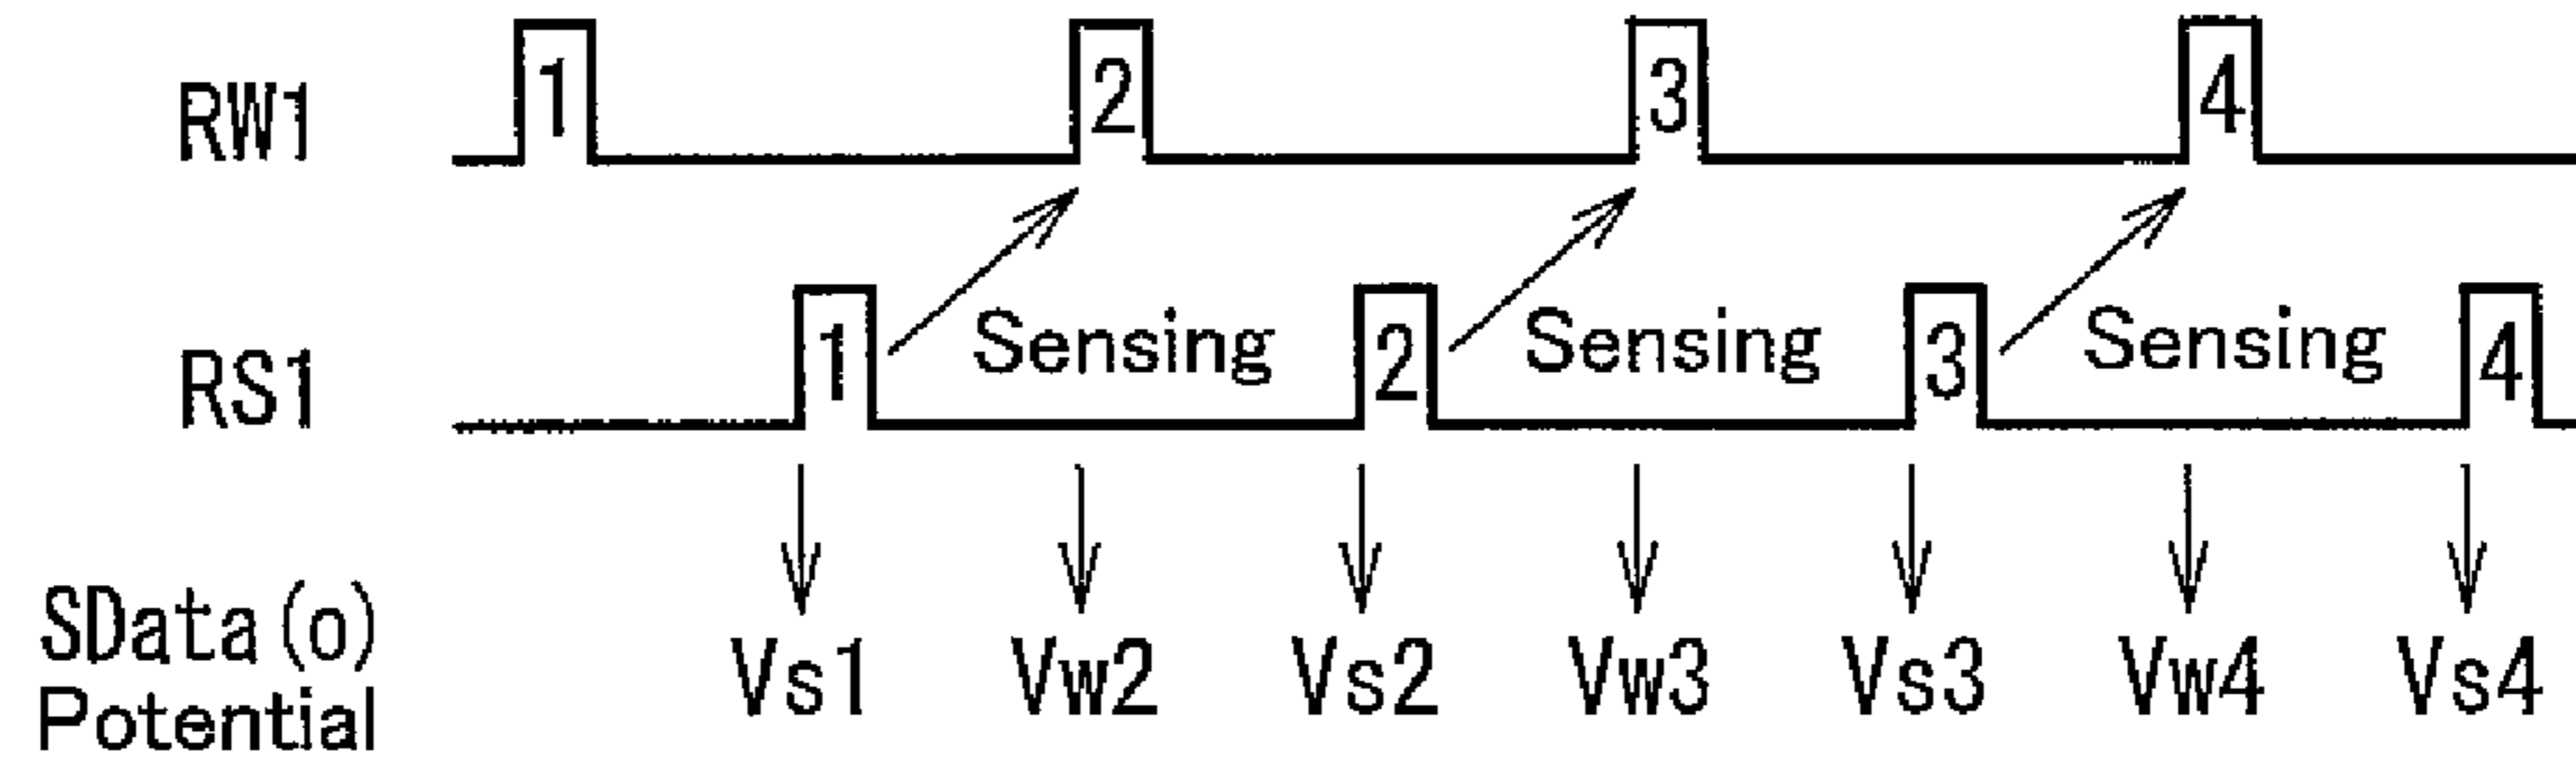 RW1 1 2 3 4
RS1 1 Sensing 2 Sensing 3 Sensing 4
SData(o)
Potential
Vs1 Vw2 Vs2 Vw3 Vs3 Vw4 Vs4